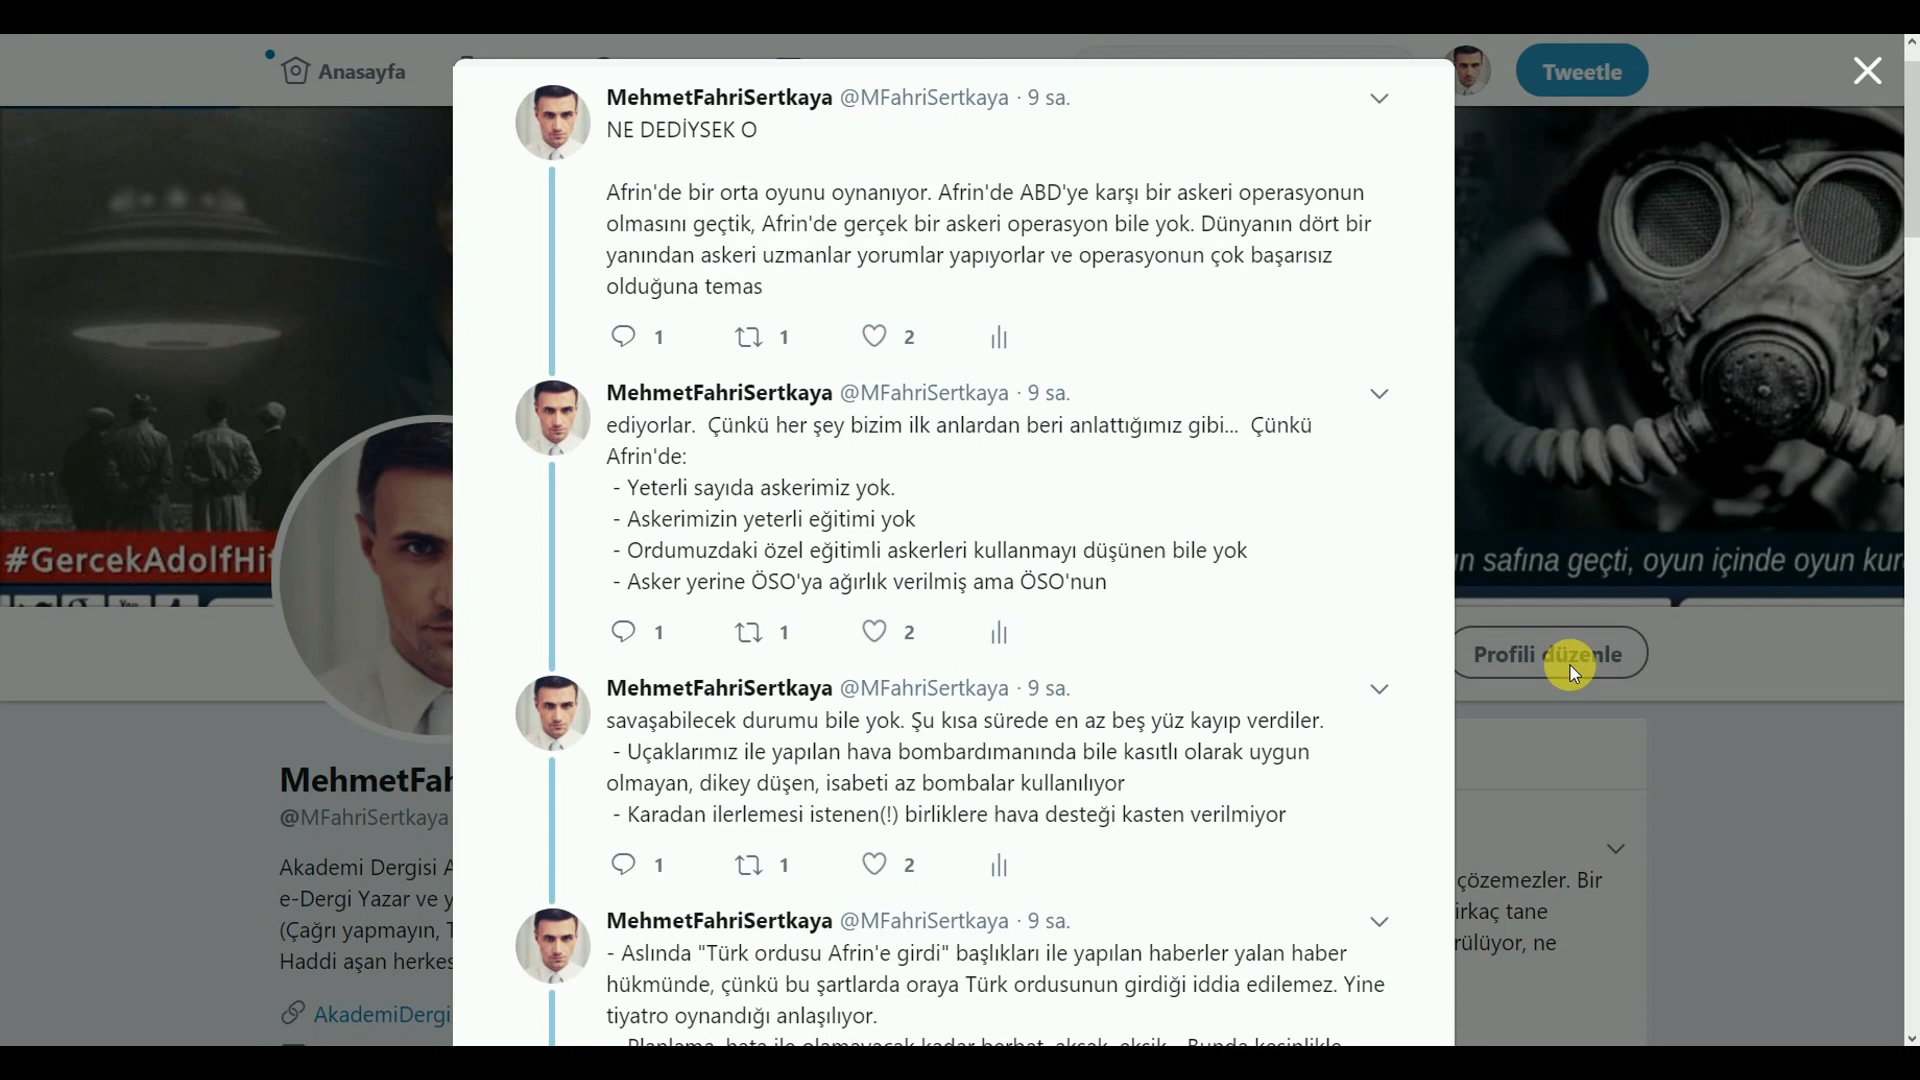 Anasayfa
Tweetle
MehmetFahriSertkaya @MFahriSertkaya · 9 sa.
NE DEDİYSEK O
Afrin'de bir orta oyunu oynanıyor. Afrin'de ABD'ye karşı bir askeri operasyonun
olmasını geçtik, Afrin'de gerçek bir askeri operasyon bile yok. Dünyanın dört bir
yanından askeri uzmanlar yorumlar yapıyorlar ve operasyonun çok başarısız
olduğuna temas
1 1 2
MehmetFahriSertkaya @MFahriSertkaya · 9 sa.
ediyorlar. Çünkü her şey bizim ilk anlardan beri anlattığımız gibi... Çünkü
Afrin'de:
- Yeterli sayıda askerimiz yok.
- Askerimizin yeterli eğitimi yok
- Ordumuzdaki özel eğitimli askerleri kullanmayı düşünen bile yok
- Asker yerine ÖSO'ya ağırlık verilmiş ama ÖSO'nun
1 1 2
MehmetFahriSertkaya @MFahriSertkaya · 9 sa.
savaşabilecek durumu bile yok. Şu kısa sürede en az beş yüz kayıp verdiler.
- Uçaklarımız ile yapılan hava bombardımanında bile kasıtlı olarak uygun
olmayan, dikey düşen, isabeti az bombalar kullanılıyor
- Karadan ilerlemesi istenen(!) birliklere hava desteği kasten verilmiyor
1 1 2
MehmetFahriSertkaya @MFahriSertkaya · 9 sa.
- Aslında "Türk ordusu Afrin'e girdi" başlıkları ile yapılan haberler yalan haber
hükmünde, çünkü bu şartlarda oraya Türk ordusunun girdiği iddia edilemez. Yine
tiyatro oynandığı anlaşılıyor.
- Planlama, hata ile olamayacak kadar berbat, aksak, eksik
#GercekAdolfHit
n safına geçti, oyun içinde oyun kur
Profili düzenle
MehmetFah
@MFahriSertkaya
Akademi Dergisi A
e-Dergi Yazar ve y
(Çağrı yapmayın, T
Haddi aşan herkes
AkademiDergi
çözemezler. Bir
irkaç tane
rülüyor, ne